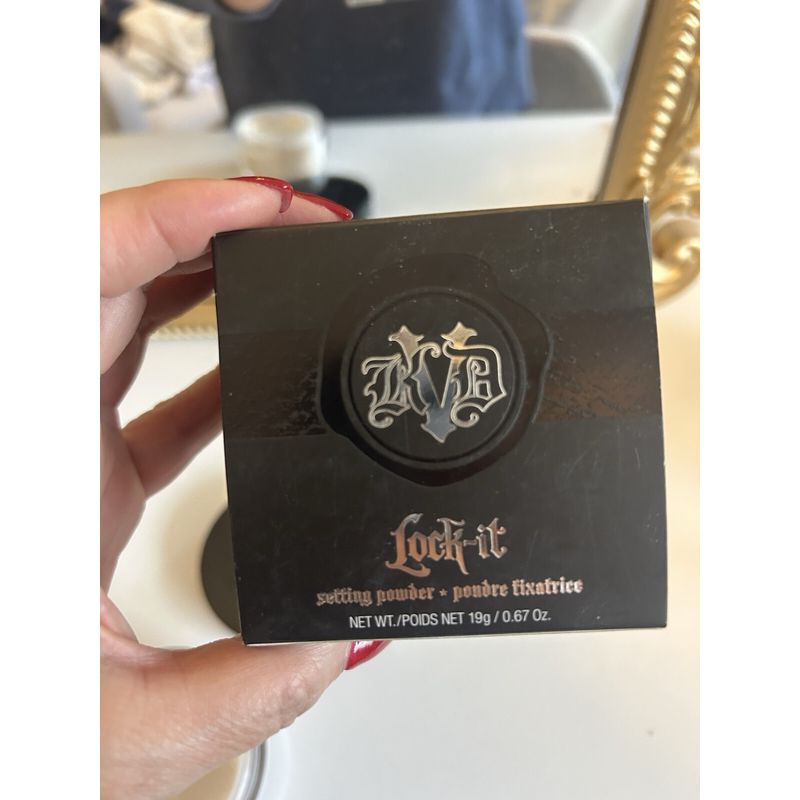 KVD
Lock-it
setting powder ★ poudre fixatrice
NET WT./POIDS NET 19g / 0.67 Oz.